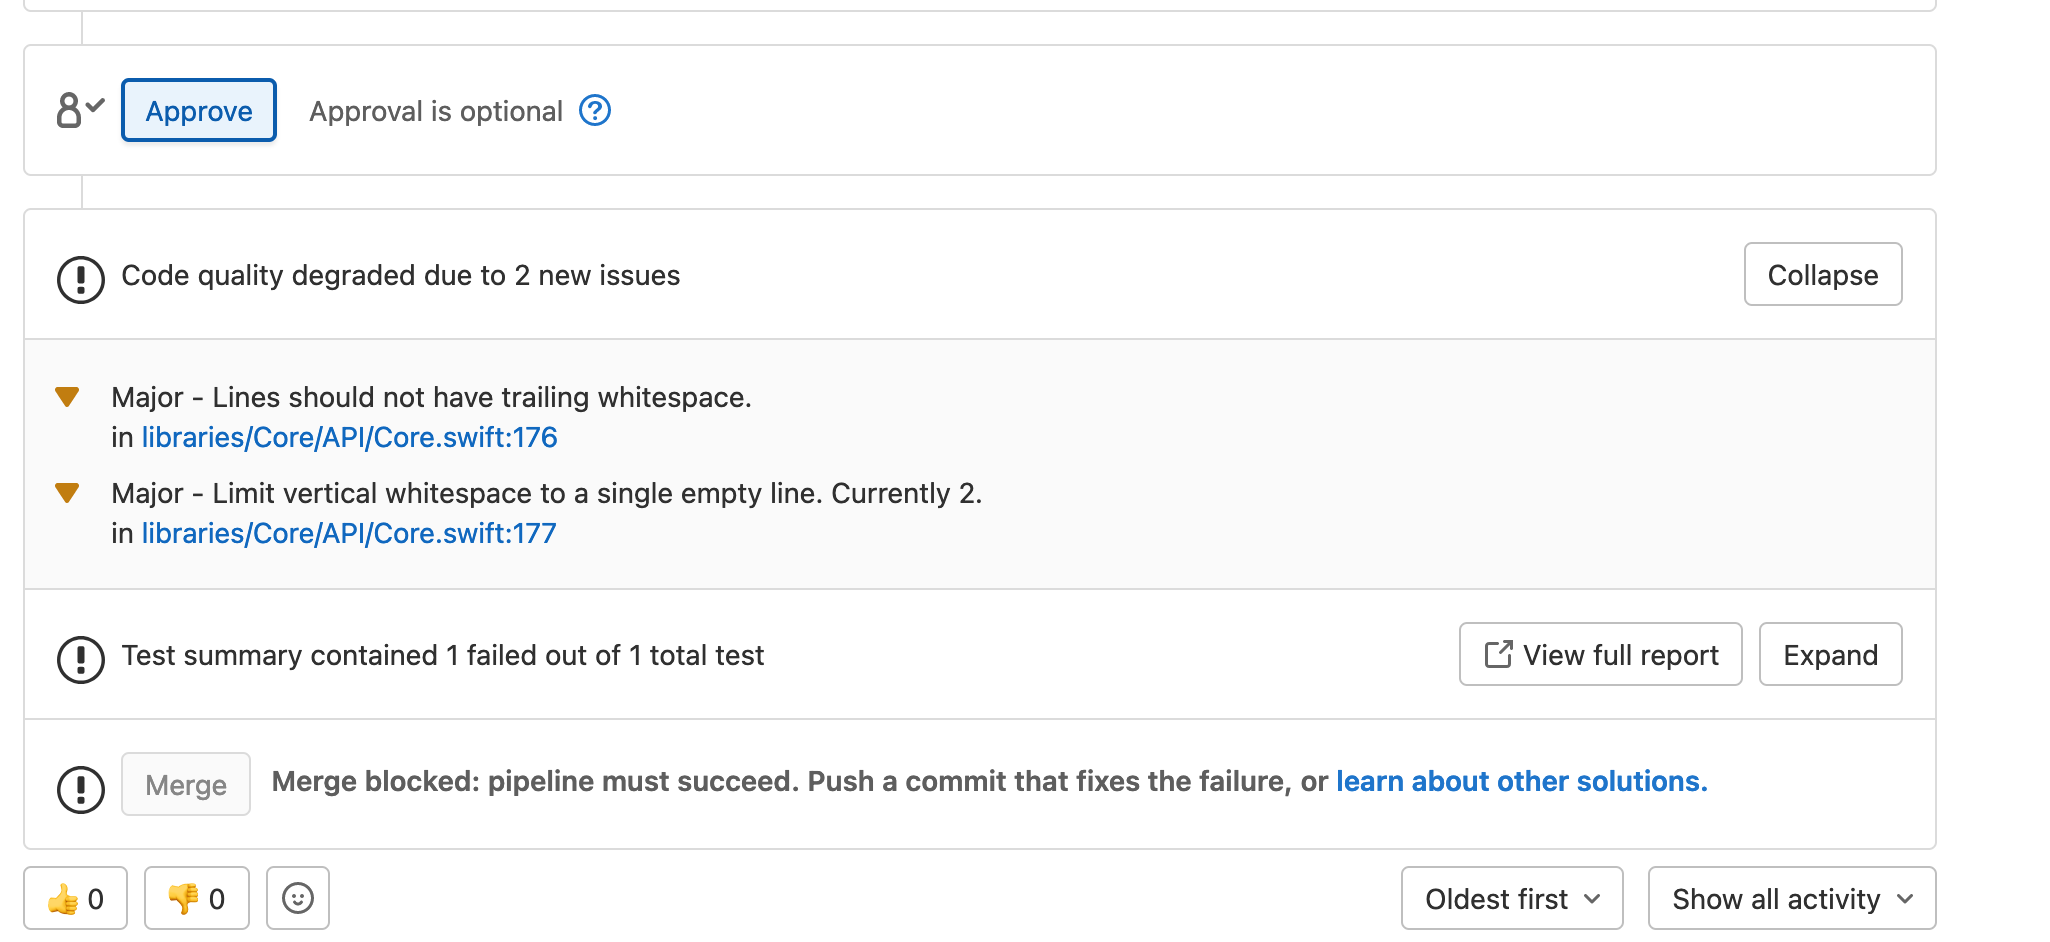 Approve Approval is optional
Code quality degraded due to 2 new issues Collapse
Major - Lines should not have trailing whitespace.
in libraries/Core/API/Core.swift:176
Major - Limit vertical whitespace to a single empty line. Currently 2.
in libraries/Core/API/Core.swift:177
Test summary contained 1 failed out of 1 total test View full report Expand
Merge Merge blocked: pipeline must succeed. Push a commit that fixes the failure, or learn about other solutions.
0 0 Oldest first Show all activity